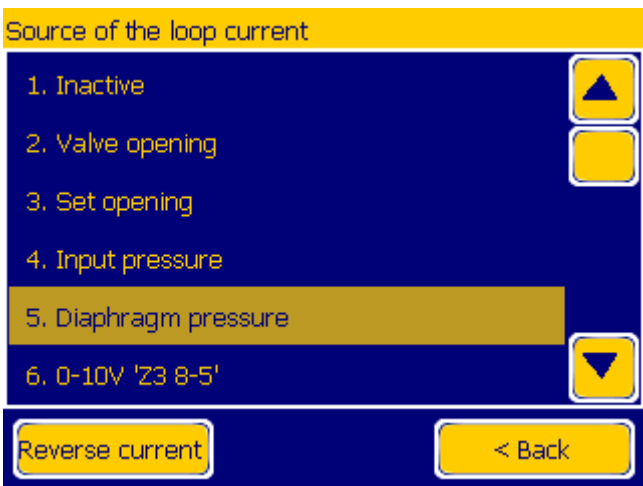 Source of the loop current
1. Inactive
2. Valve opening
3. Set opening
4. Input pressure
5. Diaphragm pressure
6. 0-10V 'Z3 8-5'
Reverse current
< Back